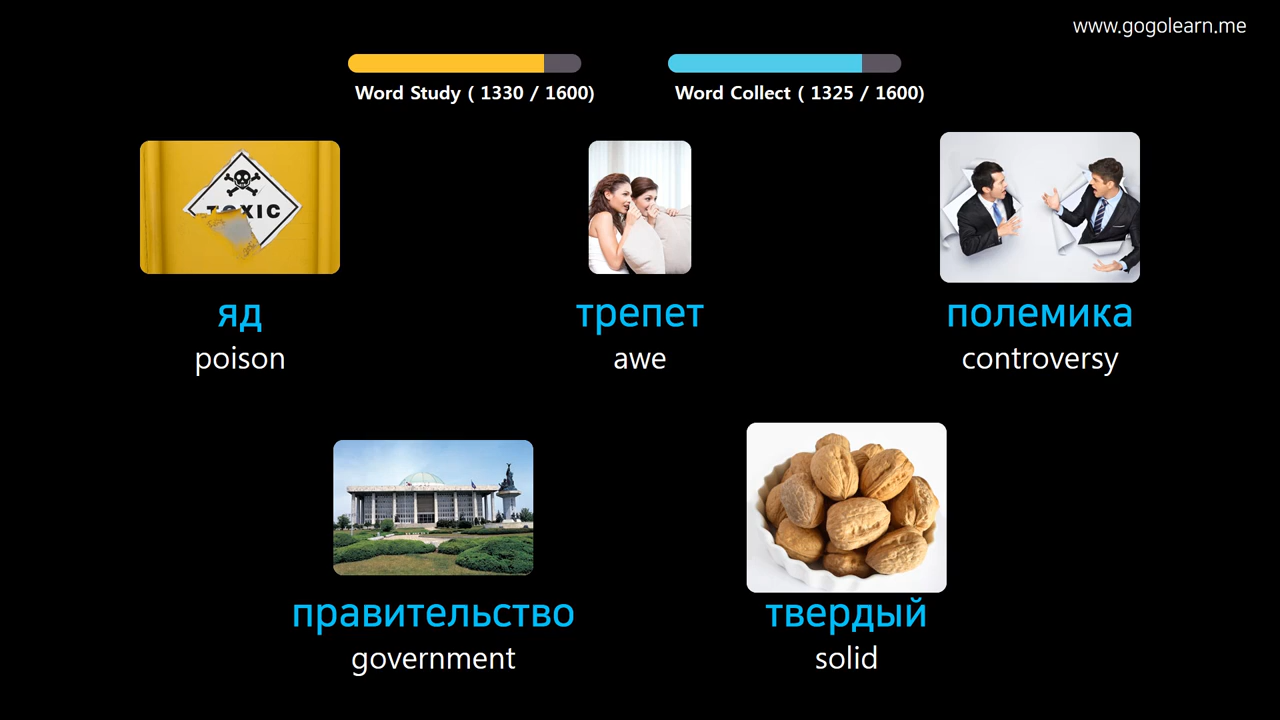 www.gogolearn.me
Word Study ( 1330 / 1600)
Word Collect ( 1325 / 1600)
TOXIC
яд
poison
трепет
awe
полемика
controversy
правительство
government
твердый
solid